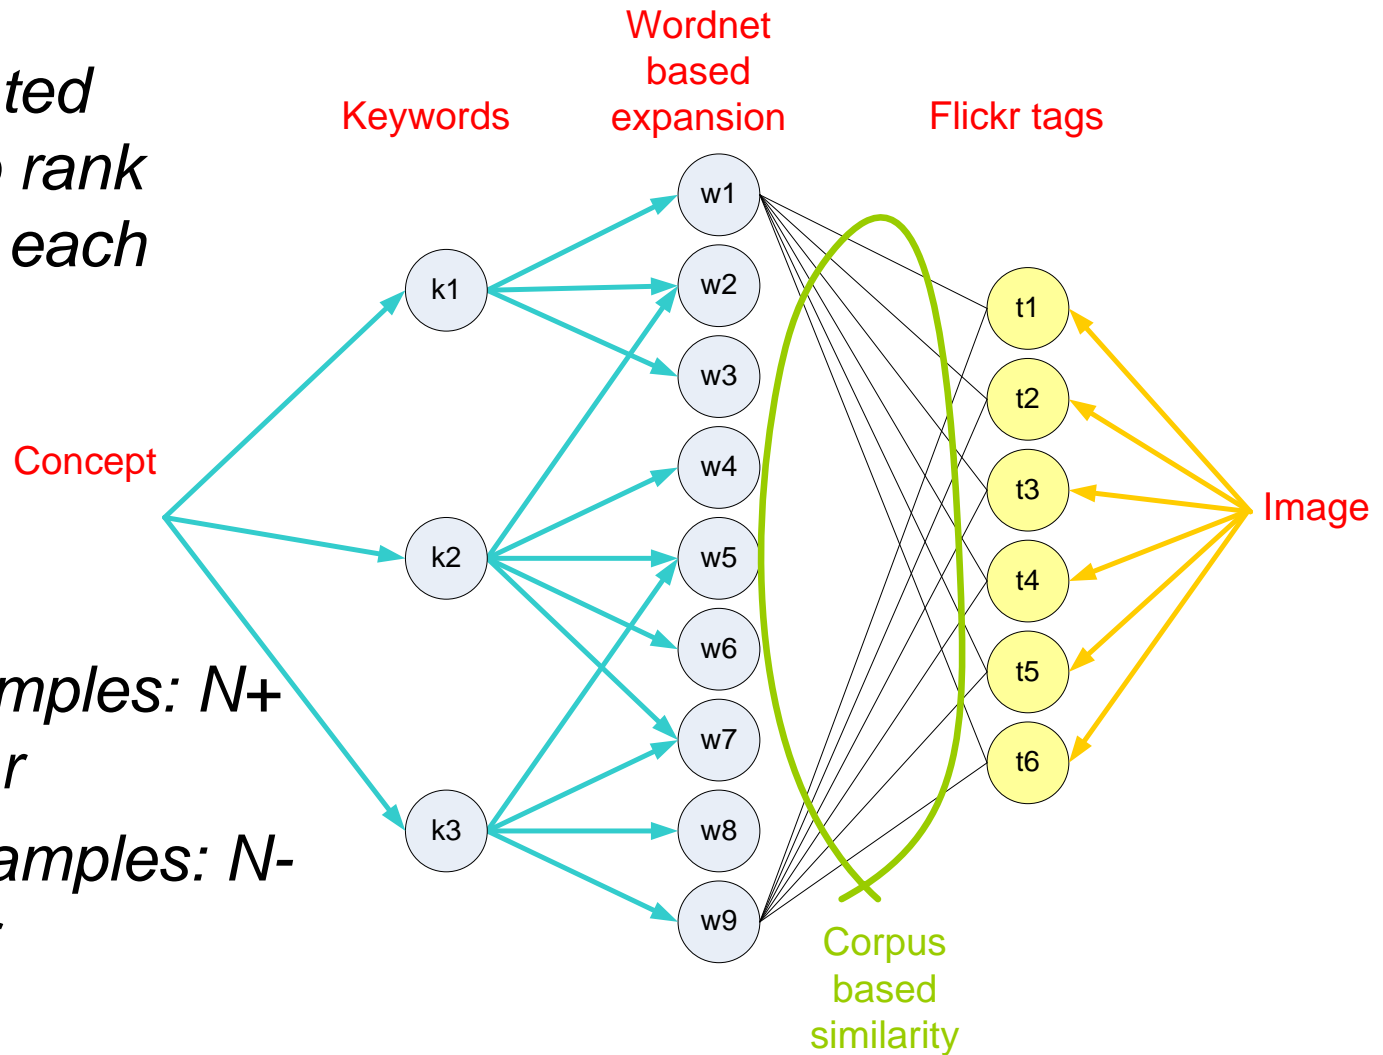 ted
rank
each
mples: N+
r
amples: N-
Concept
Keywords
k1
k2
k3
Wordnet
based
expansion
w1
w2
w3
w4
w5
w6
w7
w8
w9
Corpus
based
similarity
Flickr tags
t1
t2
t3
t4
t5
t6
Image